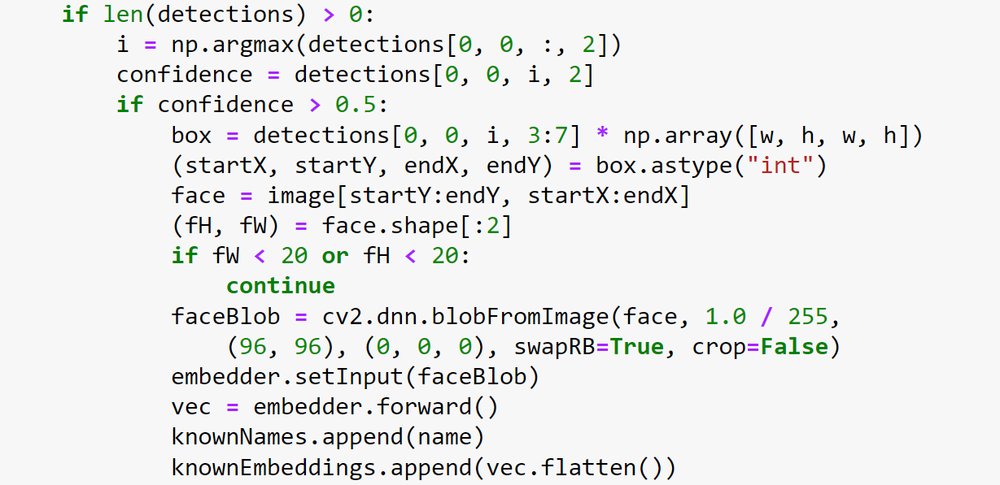 if len(detections) > 0:
i = np.argmax(detections[0, 0, :, 2])
confidence = detections[0, 0, i, 2]
if confidence > 0.5:
box = detections[0, 0, i, 3:7] * np.array([w, h, w, h])
(startX, startY, endX, endY) = box.astype("int")
face = image[startY:endY, startX:endX]
(fH, fW) = face.shape[:2]
if fW < 20 or fH < 20:
continue
faceBlob = cv2.dnn.blobFromImage(face, 1.0 / 255,
(96, 96), (0, 0, 0), swapRB=True, crop=False)
embedder.setInput(faceBlob)
vec = embedder.forward()
knownNames.append(name)
knownEmbeddings.append(vec.flatten())